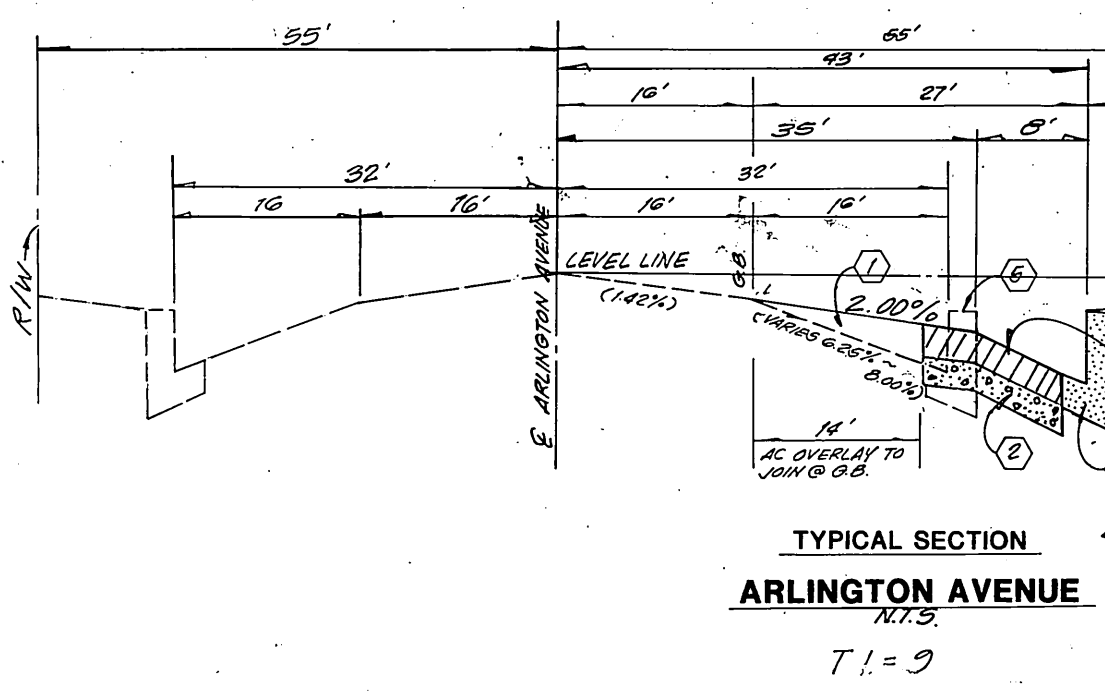 55'
55'
43'
16'
27'
35'
8'
32'
32'
16
16'
16'
16'
R/W
℄ ARLINGTON AVENUE
LEVEL LINE
G.B.
(1.42%)
1
5
2.00%
(VARIES 6.25% ~
8.00%)
14'
AC OVERLAY TO
JOIN @ G.B.
2
TYPICAL SECTION
ARLINGTON AVENUE
N.T.S.
T.I. = 9